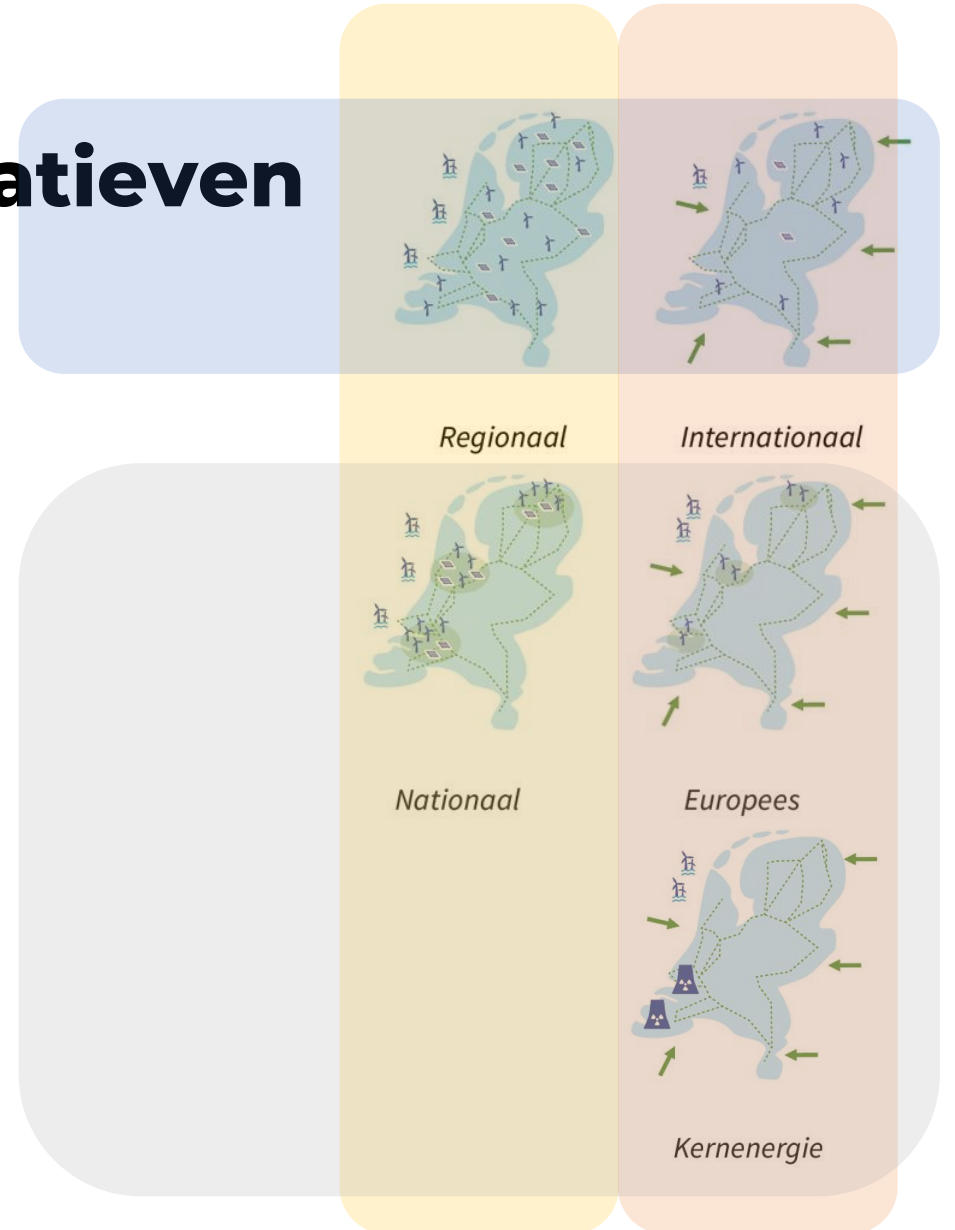 atieven
Regionaal
Internationaal
Nationaal
Europees
Kernenergie